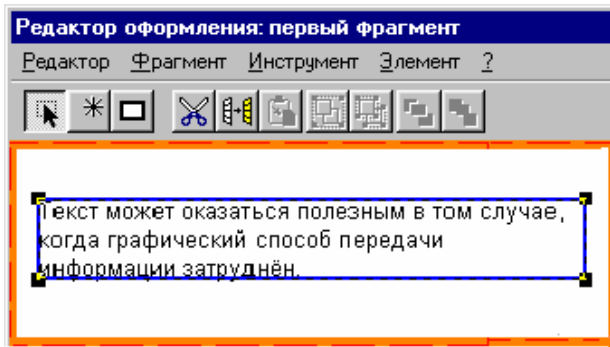 Редактор оформления: первый фрагмент
Редактор Фрагмент Инструмент Элемент ?
Текст может оказаться полезным в том случае,
когда графический способ передачи
информации затруднён.